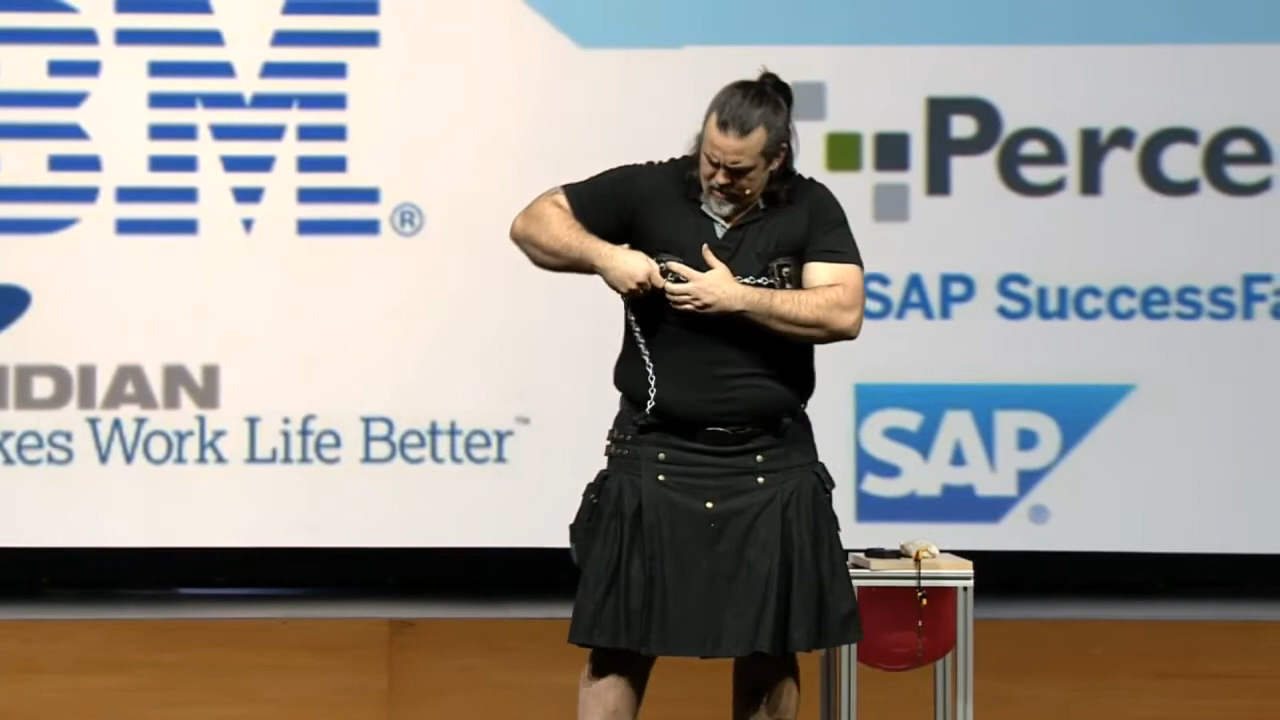 BM®
Perce
SAP SuccessFa
IDIAN
kes Work Life Better™
SAP®